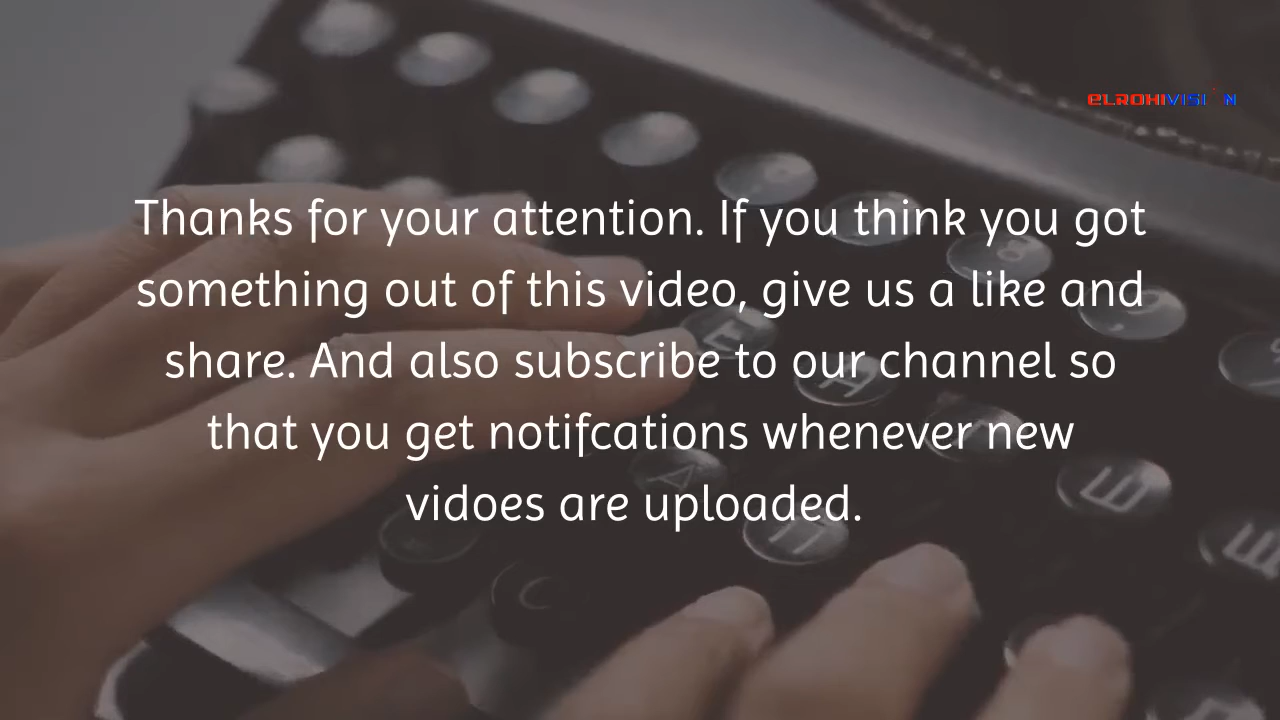 ELROHIVISION
Thanks for your attention. If you think you got
something out of this video, give us a like and
share. And also subscribe to our channel so
that you get notifcations whenever new
vidoes are uploaded.
Н
А
П
Ш
С